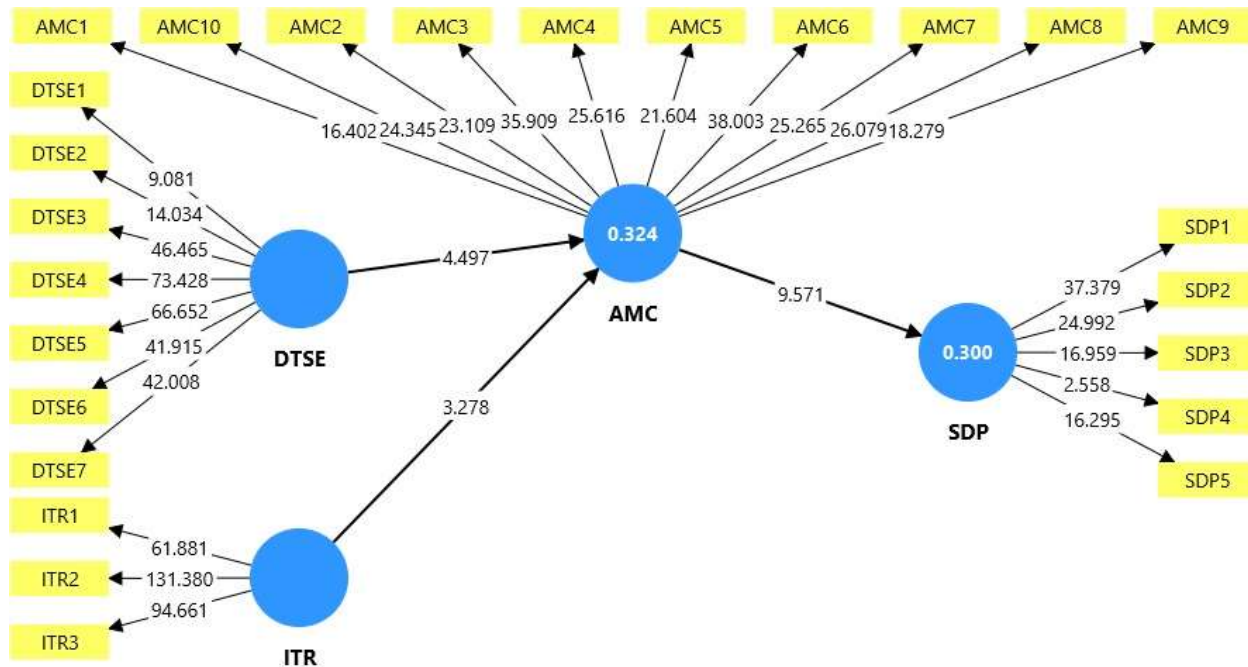 AMC1 AMC10 AMC2 AMC3 AMC4 AMC5 AMC6 AMC7 AMC8 AMC9
16.402 24.345 23.109 35.909 25.616 21.604 38.003 25.265 26.079 18.279
DTSE1
DTSE2
DTSE3
DTSE4
DTSE5
DTSE6
DTSE7
9.081
14.034
46.465
73.428
66.652
41.915
42.008
DTSE
4.497
0.324
AMC
ITR1
ITR2
ITR3
61.881
131.380
94.661
ITR
3.278
9.571
0.300
SDP
37.379
24.992
16.959
2.558
16.295
SDP1
SDP2
SDP3
SDP4
SDP5